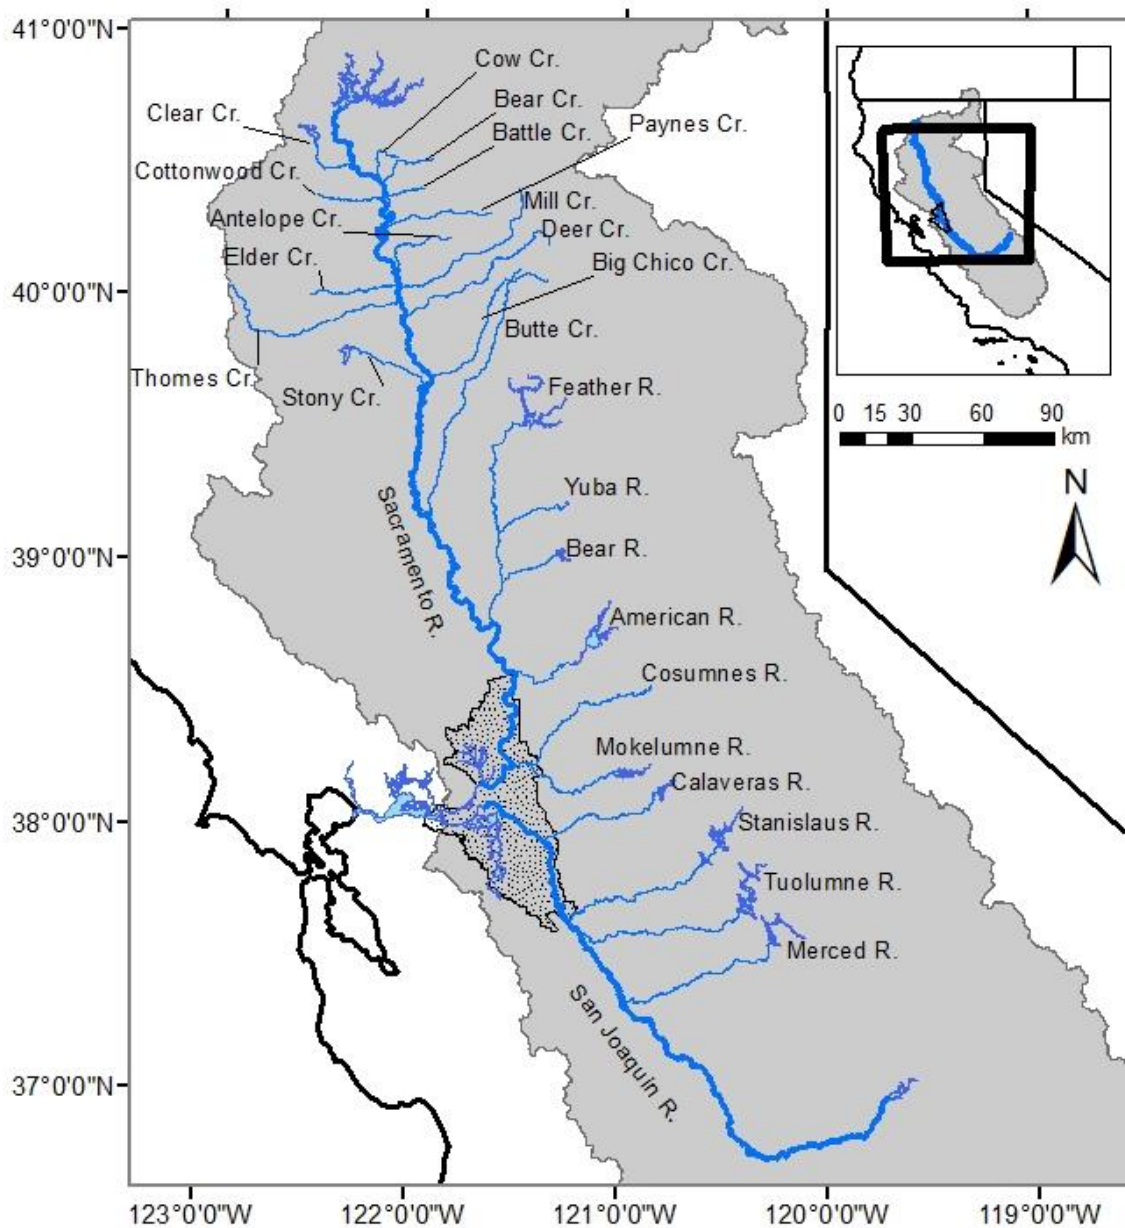 41°0'0"N
Cow Cr.
Bear Cr.
Clear Cr.
Battle Cr.
Paynes Cr.
Cottonwood Cr.
Mill Cr.
Antelope Cr.
Deer Cr.
Elder Cr.
Big Chico Cr.
40°0'0"N
Butte Cr.
Thomes Cr.
Stony Cr.
Feather R.
0 15 30 60 90
km
N
Yuba R.
Sacramento R.
39°0'0"N
Bear R.
American R.
Cosumnes R.
Mokelumne R.
Calaveras R.
38°0'0"N
Stanislaus R.
Tuolumne R.
Merced R.
San Joaquin R.
37°0'0"N
123°0'0"W 122°0'0"W 121°0'0"W 120°0'0"W 119°0'0"W